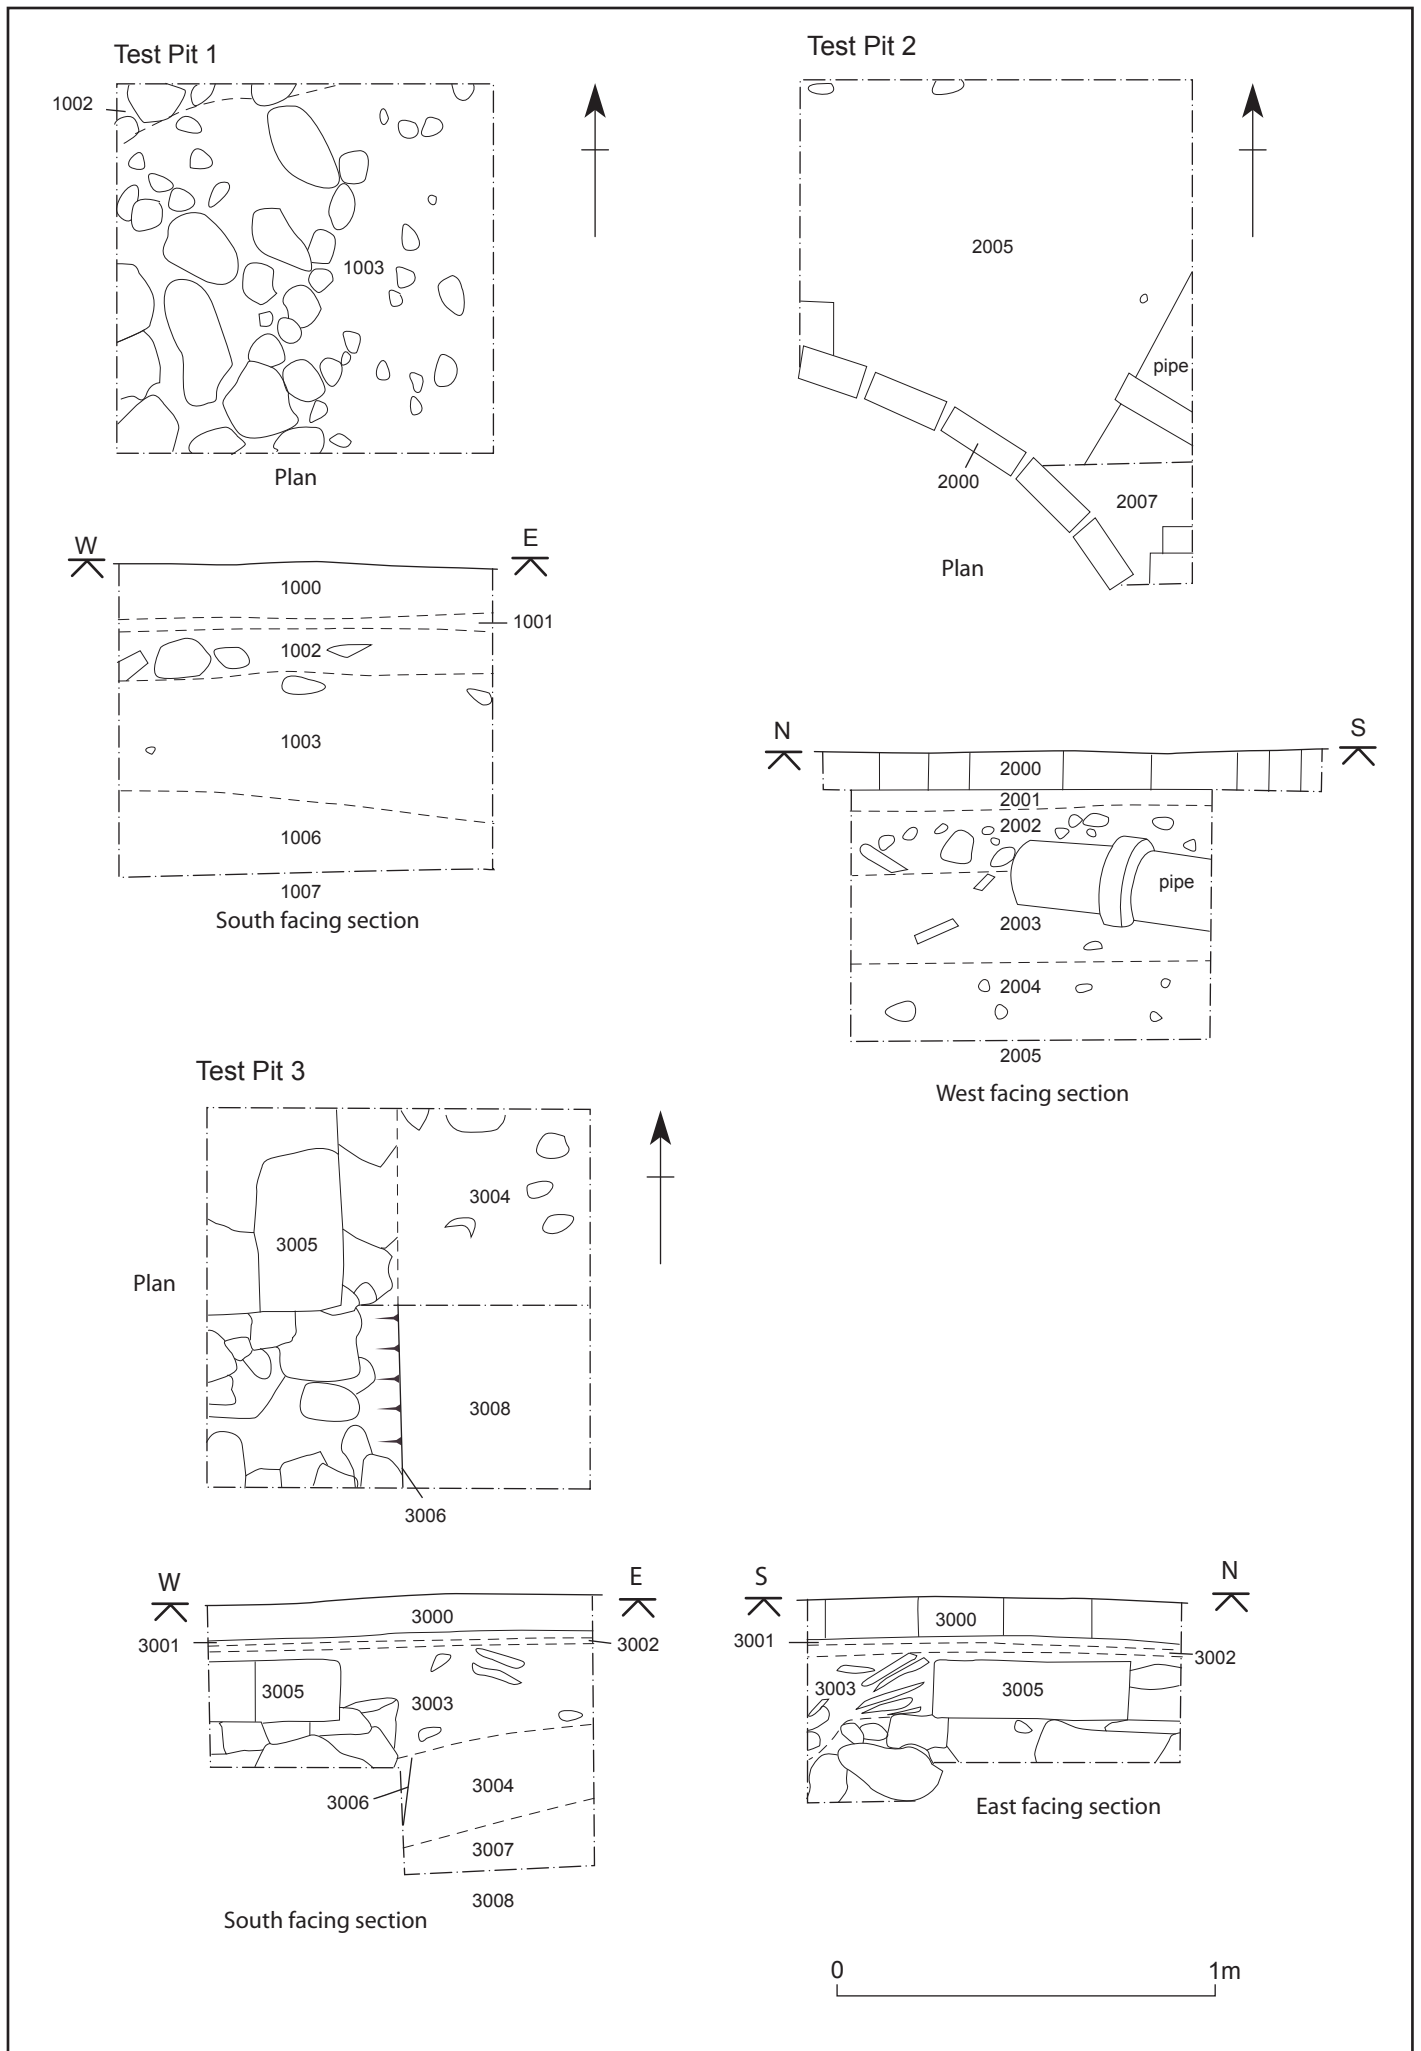 Test Pit 1
1002
1003
Plan
W
E
1000
1001
1002
1003
1006
1007
South facing section
Test Pit 2
2005
pipe
2000
2007
Plan
N
S
2000
2001
2002
pipe
2003
2004
2005
West facing section
Test Pit 3
3004
3005
Plan
3008
3006
W
E
3000
3001
3002
3005
3003
3004
3006
3007
3008
South facing section
S
N
3000
3001
3002
3003
3005
East facing section
0 1m